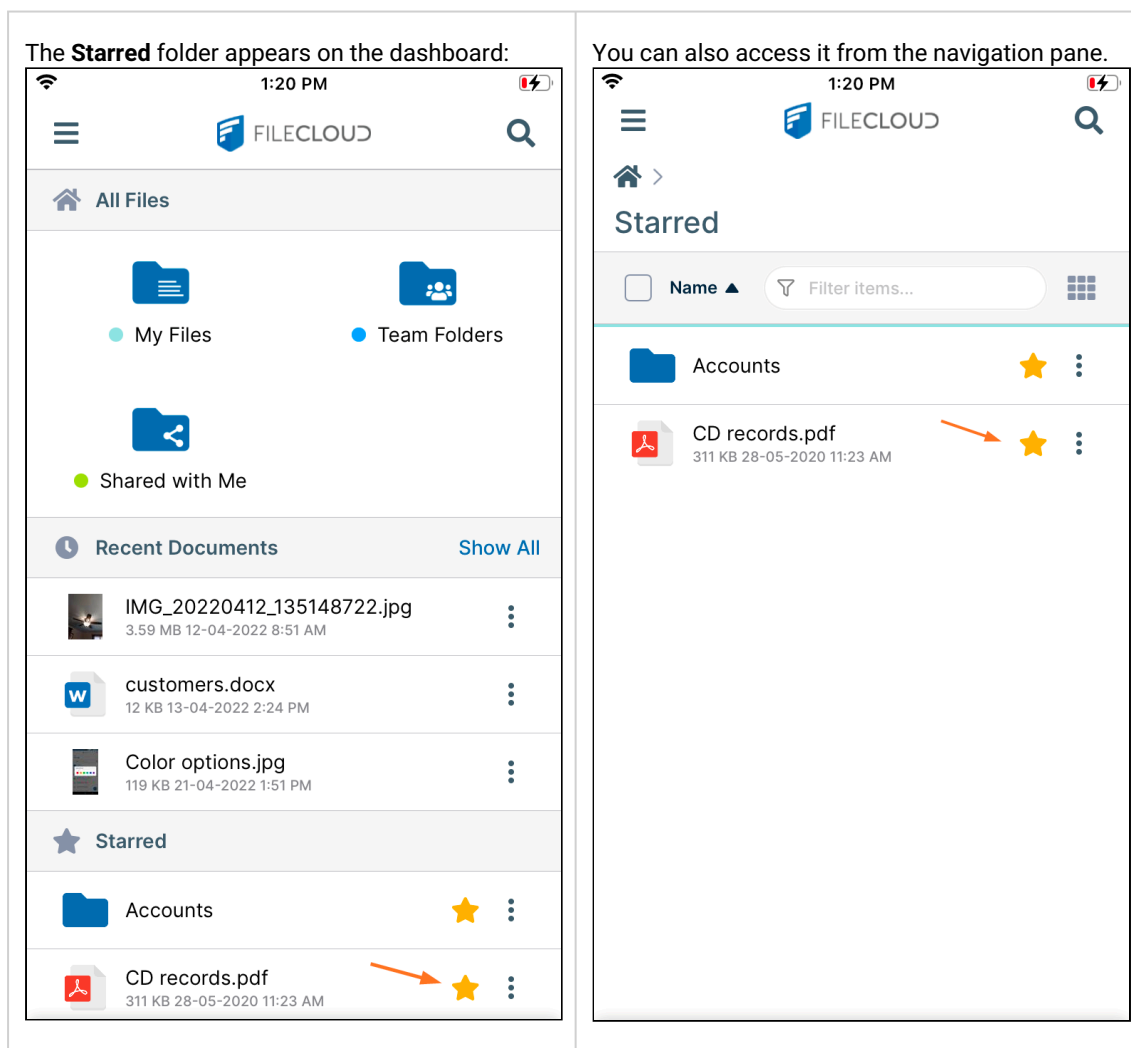 The Starred folder appears on the dashboard:
1:20 PM
FILECLOUD
All Files
My Files
Team Folders
Shared with Me
Recent Documents Show All
IMG_20220412_135148722.jpg
3.59 MB 12-04-2022 8:51 AM
W
customers.docx
12 KB 13-04-2022 2:24 PM
Color options.jpg
119 KB 21-04-2022 1:51 PM
Starred
Accounts
CD records.pdf
311 KB 28-05-2020 11:23 AM
You can also access it from the navigation pane.
1:20 PM
FILECLOUD
Starred
Name Filter items...
Accounts
CD records.pdf
311 KB 28-05-2020 11:23 AM